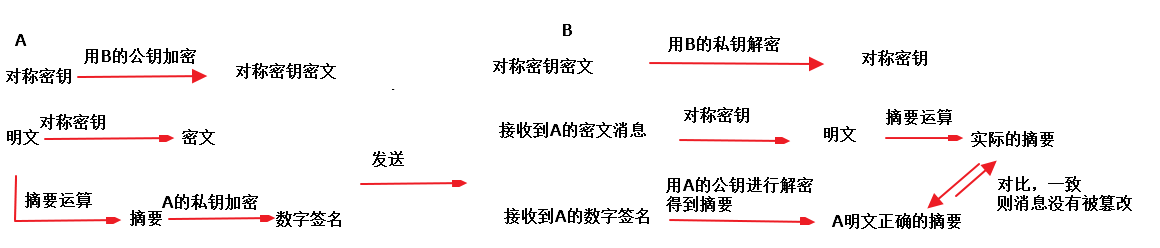 A
用B的公钥加密
对称密钥
对称密钥密文
明文
对称密钥
密文
摘要运算
摘要
A的私钥加密
数字签名
发送
B
对称密钥密文
用B的私钥解密
对称密钥
接收到A的密文消息
对称密钥
明文
摘要运算
实际的摘要
接收到A的数字签名
用A的公钥进行解密
得到摘要
A明文正确的摘要
对比，一致
则消息没有被篡改